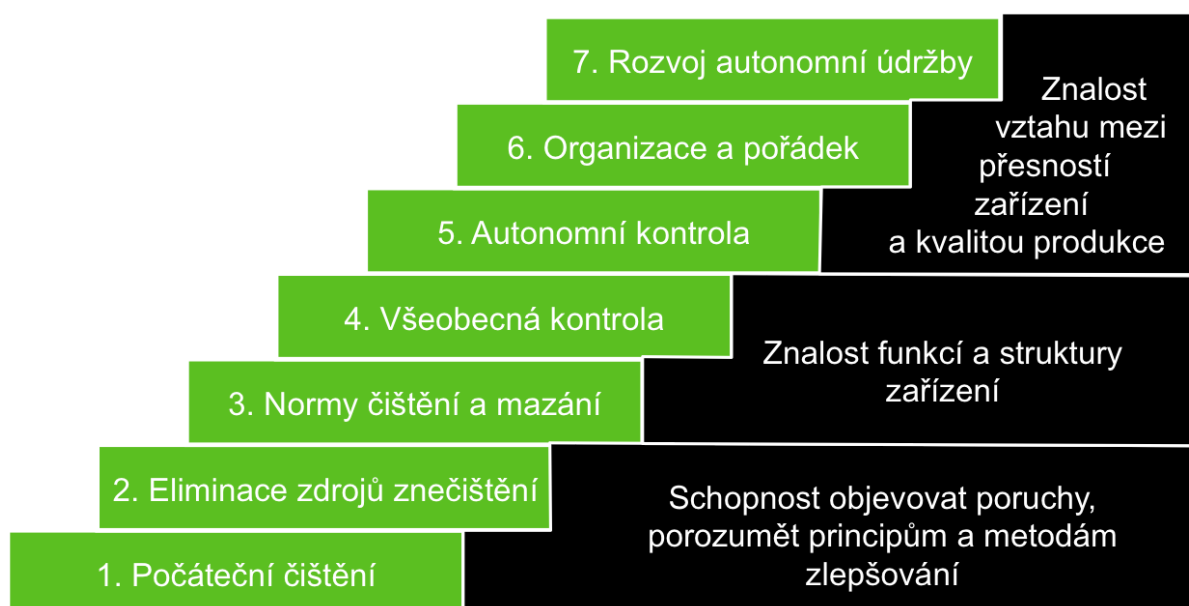 7. Rozvoj autonomní údržby
6. Organizace a pořádek
5. Autonomní kontrola
4. Všeobecná kontrola
3. Normy čištění a mazání
2. Eliminace zdrojů znečištění
1. Počáteční čištění
Znalost
vztahu mezi
přesností
zařízení
a kvalitou produkce
Znalost funkcí a struktury
zařízení
Schopnost objevovat poruchy,
porozumět principům a metodám
zlepšování